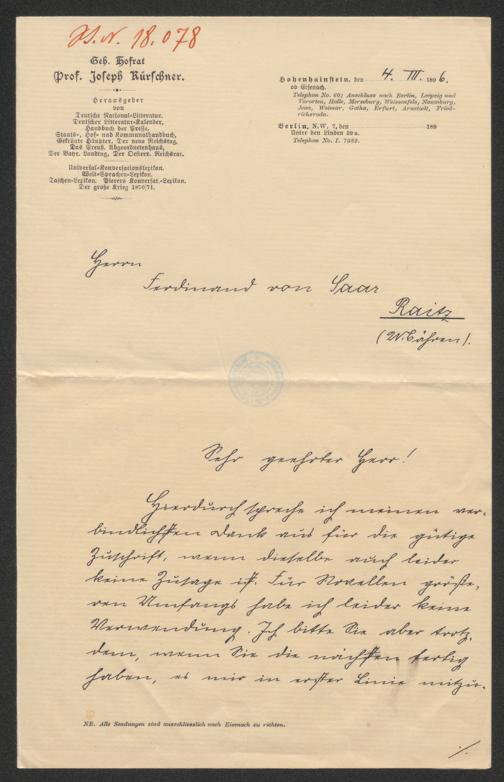 J.N. 18.078
Geh. Hofrat
Prof. Joseph Kürschner.
Herausgeber
von
Deutsche National-Litteratur.
Deutscher Litteratur-Kalender.
Handbuch der Presse.
Staats-, Hof- und Kommunalhandbuch.
Gekrönte Häupter. Der neue Reichstag.
Das Preuß. Abgeordnetenhaus.
Der Bayr. Landtag. Der Oesterr. Reichsrat.
Universal-Konversationslexikon.
Welt-Sprachen-Lexikon.
Taschen-Lexikon. Pierers Konversat.-Lexikon.
Der große Krieg 1870/71.
Hohenhainstein, den 4. III. 1896.
ob Eisenach.
Telephon No. 60; Anschlüsse nach Berlin, Leipzig und
Vororten, Halle, Merseburg, Weissenfels, Naumburg,
Jena, Weimar, Gotha, Erfurt, Arnstadt, Fried-
richsroda.
Berlin, N.W. 7, den 189
Unter den Linden
Telephon No. I.
Herrn
Ferdinand von Saar
Raitz
(Mähren).
Sehr geehrter Herr!
Hierdurch spreche ich meinen ver-
bindlichsten Dank aus für die gütige
Zuschrift, wenn dieselbe auch leider
keine Zusage ist. Für Novellen größe-
ren Umfangs habe ich leider keine
Verwendung. Ich bitte Sie aber trotz-
dem, wenn Sie die nächsten fertig
haben, es mir in erster Linie mitzu-
NB. Alle Sendungen sind ausschliesslich nach Eisenach zu richten.
./.